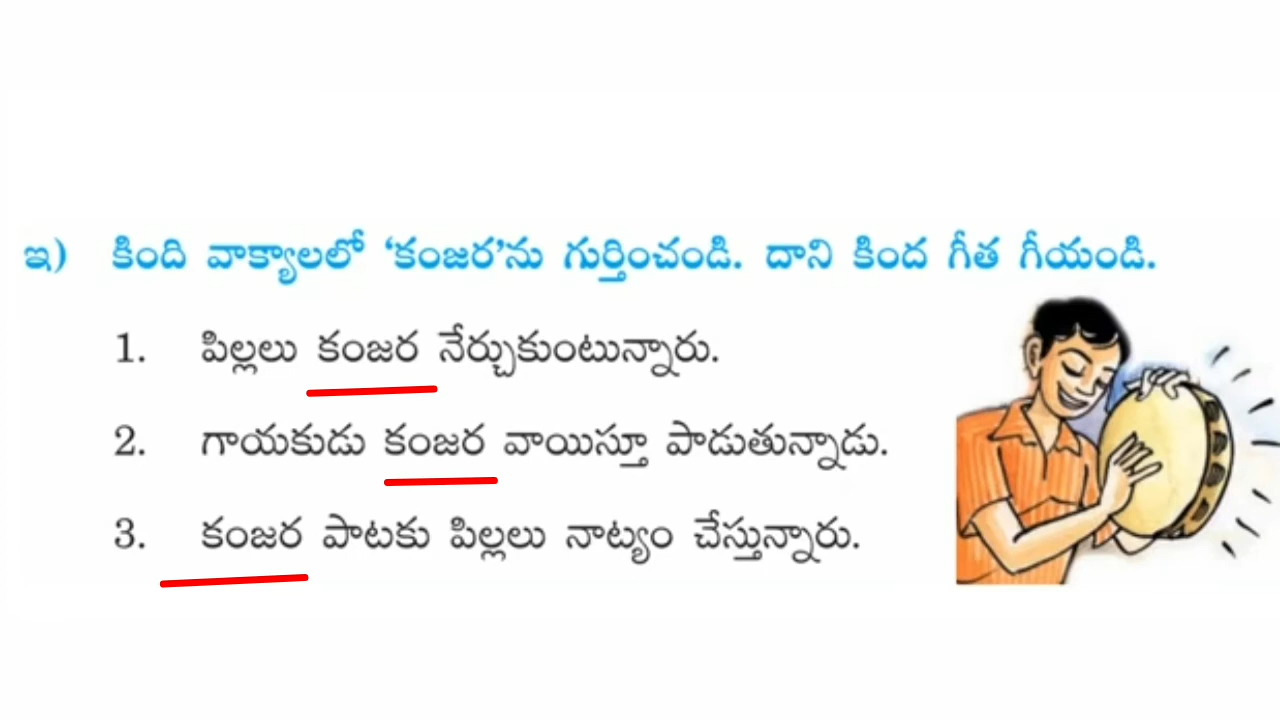 ఇ) కింది వాక్యాలలో ‘కంజర’ను గుర్తించండి. దాని కింద గీత గీయండి.
1. పిల్లలు కంజర నేర్చుకుంటున్నారు.
2. గాయకుడు కంజర వాయిస్తూ పాడుతున్నాడు.
3. కంజర పాటకు పిల్లలు నాట్యం చేస్తున్నారు.